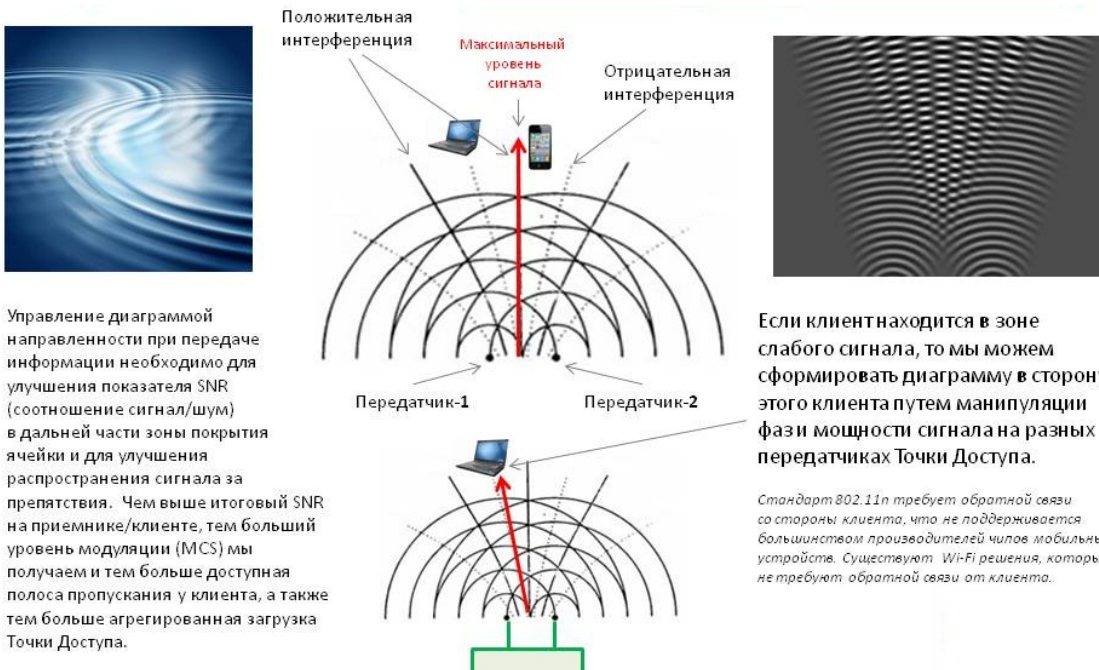 Положительная
интерференция
Максимальный
уровень
сигнала
Отрицательная
интерференция
Передатчик-1
Передатчик-2
Управление диаграммой
направленности при передаче
информации необходимо для
улучшения показателя SNR
(соотношение сигнал/шум)
в дальней части зоны покрытия
ячейки и для улучшения
распространения сигнала за
препятствия. Чем выше итоговый SNR
на приемнике/клиенте, тем больший
уровень модуляции (MCS) мы
получаем и тем больше доступная
полоса пропускания у клиента, а также
тем больше агрегированная загрузка
Точки Доступа.
Если клиент находится в зоне
слабого сигнала, то мы можем
сформировать диаграмму в сторону
этого клиента путем манипуляции
фаз и мощности сигнала на разных
передатчиках Точки Доступа.
Стандарт 802.11n требует обратной связи
со стороны клиента, что не поддерживается
большинством производителей чипов мобильны
устройств. Существуют Wi-Fi решения, которы
не требуют обратной связи от клиента.